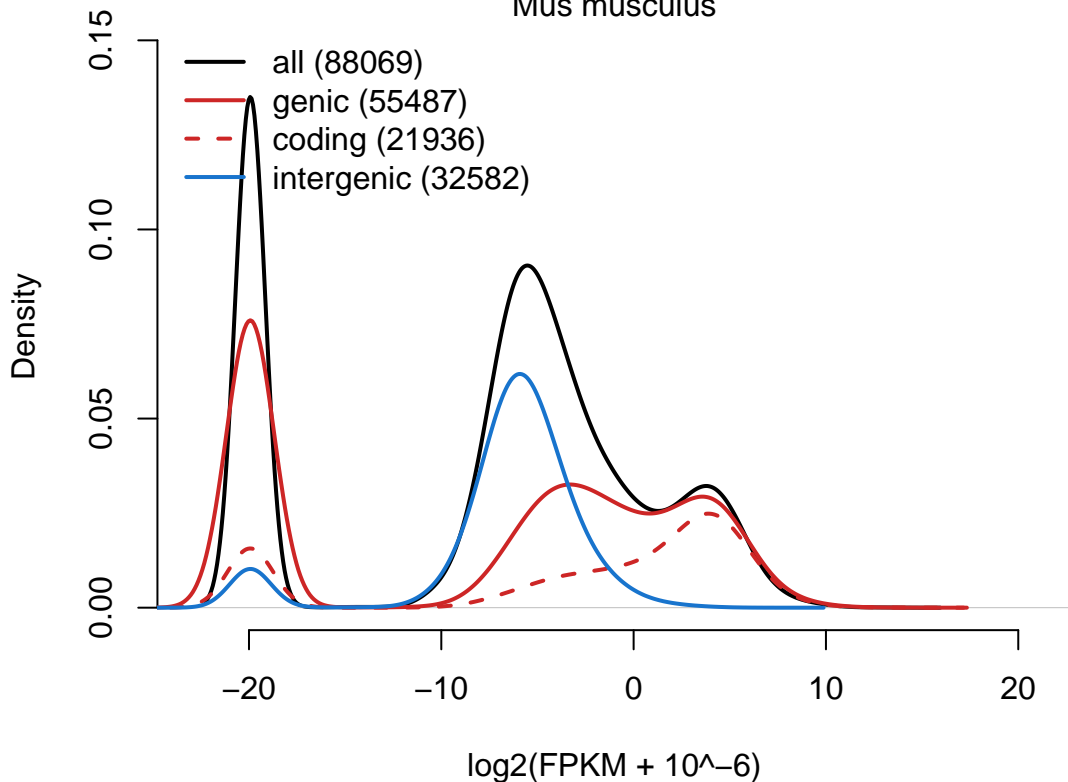 Mus musculus
0.15
all (88069)
genic (55487)
coding (21936)
intergenic (32582)
0.10
Density
0.05
0.00
−20 −10 0 10 20
log2(FPKM + 10^−6)